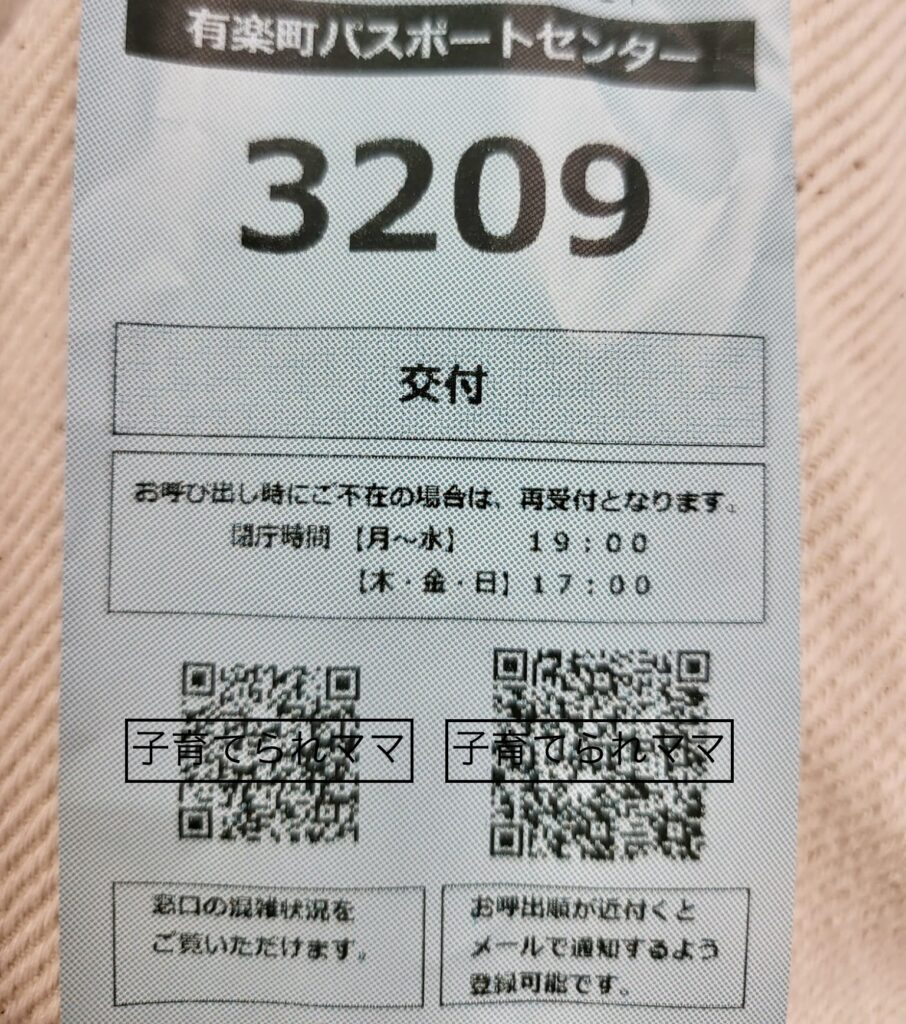 有楽町パスポートセンター
3209
交付
お呼び出し時にご不在の場合は、再受付となります。
閉庁時間 【月~水】 19:00
【木・金・日】 17:00
子育てられママ 子育てられママ
窓口の混雑状況を
ご覧いただけます。
お呼出順が近付くと
メールで通知するよう
登録可能です。